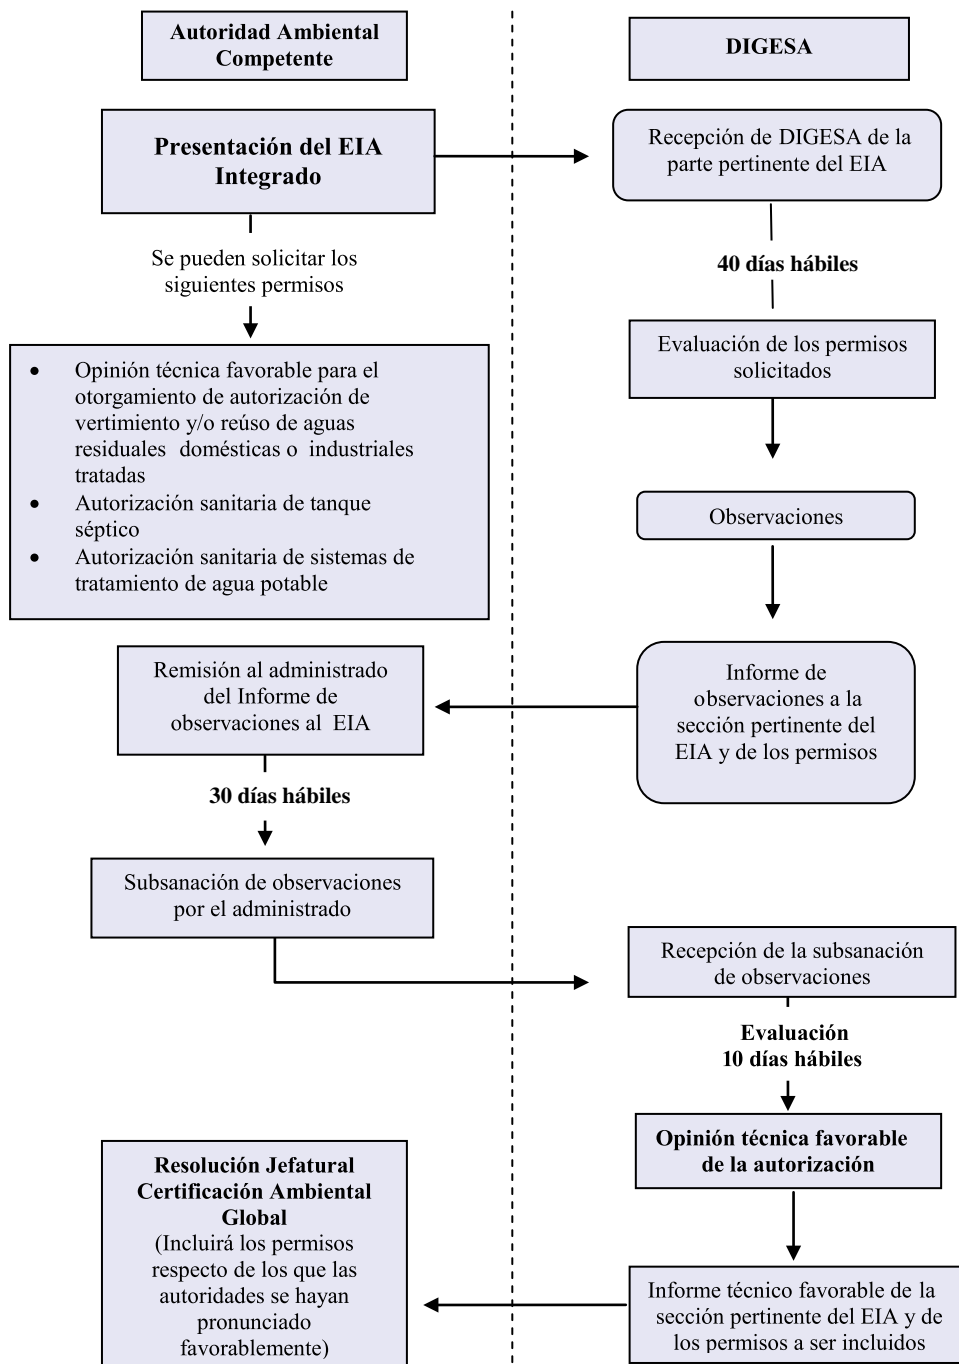 Autoridad Ambiental
Competente
DIGESA
Presentación del EIA
Integrado
Recepción de DIGESA de la
parte pertinente del EIA
Se pueden solicitar los
siguientes permisos
40 días hábiles
Evaluación de los permisos
solicitados
• Opinión técnica favorable para el
otorgamiento de autorización de
vertimiento y/o reúso de aguas
residuales domésticas o industriales
tratadas
• Autorización sanitaria de tanque
séptico
• Autorización sanitaria de sistemas de
tratamiento de agua potable
Observaciones
Informe de
observaciones a la
sección pertinente del
EIA y de los permisos
Remisión al administrado
del Informe de
observaciones al EIA
30 días hábiles
Subsanación de observaciones
por el administrado
Recepción de la subsanación
de observaciones
Evaluación
10 días hábiles
Opinión técnica favorable
de la autorización
Informe técnico favorable de la
sección pertinente del EIA y de
los permisos a ser incluidos
Resolución Jefatural
Certificación Ambiental
Global
(Incluirá los permisos
respecto de los que las
autoridades se hayan
pronunciado
favorablemente)